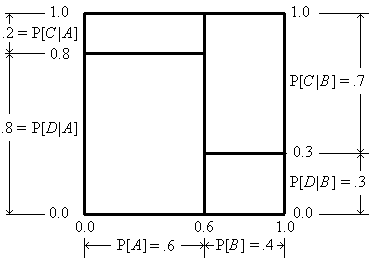 1.0 1.0
.2 = P[C|A]
0.8
P[C|B] = .7
.8 = P[D|A]
0.3
P[D|B] = .3
0.0 0.0
0.0 0.6 1.0
P[A] = .6 P[B] = .4